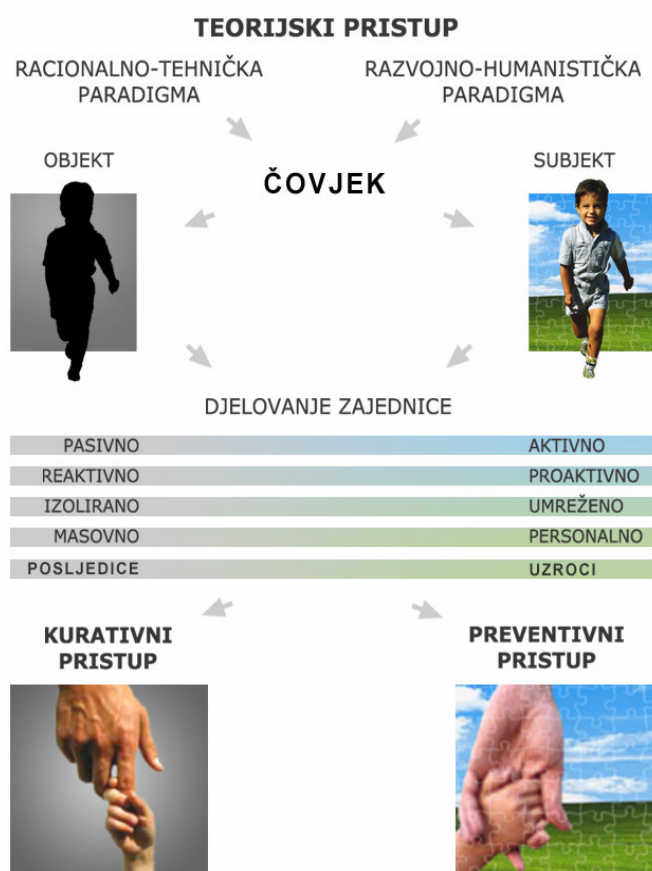 TEORIJSKI PRISTUP
RACIONALNO-TEHNIČKA
PARADIGMA
RAZVOJNO-HUMANISTIČKA
PARADIGMA
OBJEKT
SUBJEKT
ČOVJEK
DJELOVANJE ZAJEDNICE
PASIVNO AKTIVNO
REAKTIVNO PROAKTIVNO
IZOLIRANO UMREŽENO
MASOVNO PERSONALNO
POSLJEDICE UZROCI
KURATIVNI
PRISTUP
PREVENTIVNI
PRISTUP